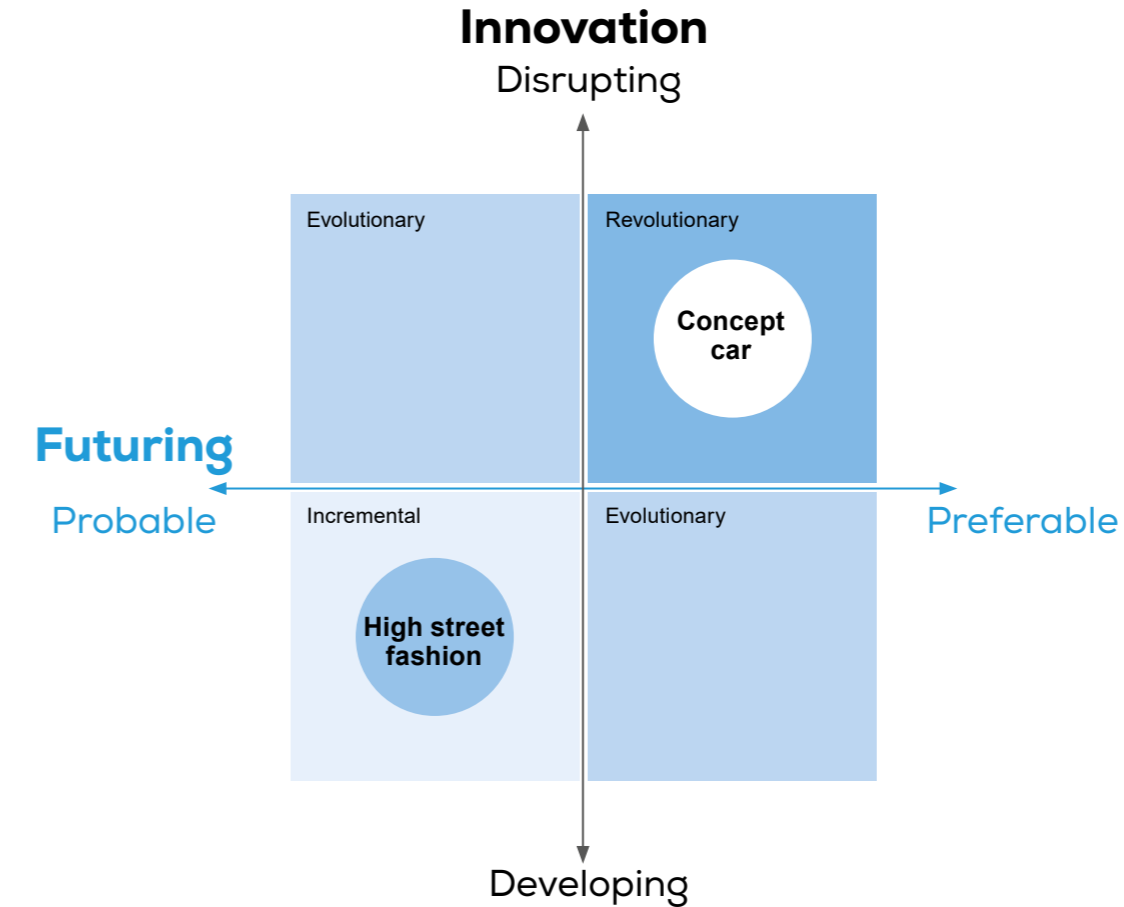 Innovation
Disrupting
Evolutionary
Revolutionary
Concept
car
Futuring
Probable
Preferable
Incremental
Evolutionary
High street
fashion
Developing